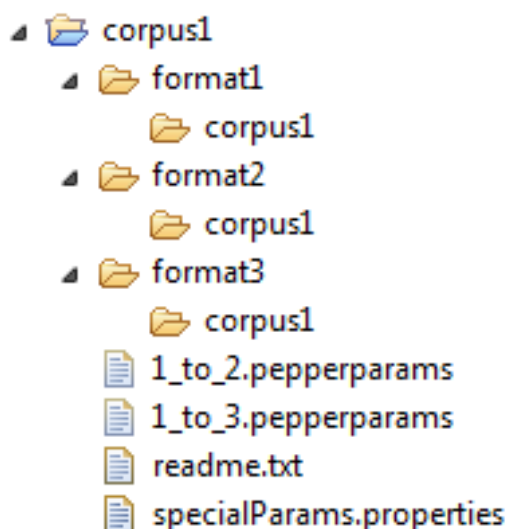 corpus1
format1
corpus1
format2
corpus1
format3
corpus1
1_to_2.pepperparams
1_to_3.pepperparams
readme.txt
specialParams.properties